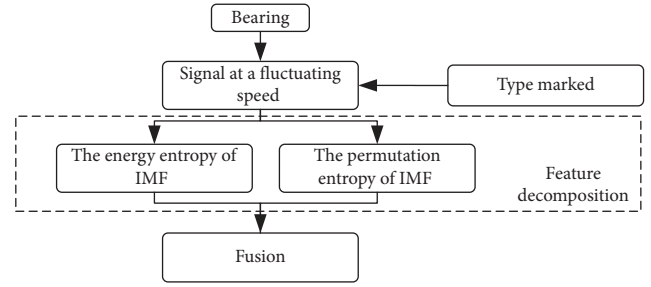 Bearing
Signal at a fluctuating
speed
Type marked
The energy entropy of
IMF
The permutation
entropy of IMF
Feature
decomposition
Fusion